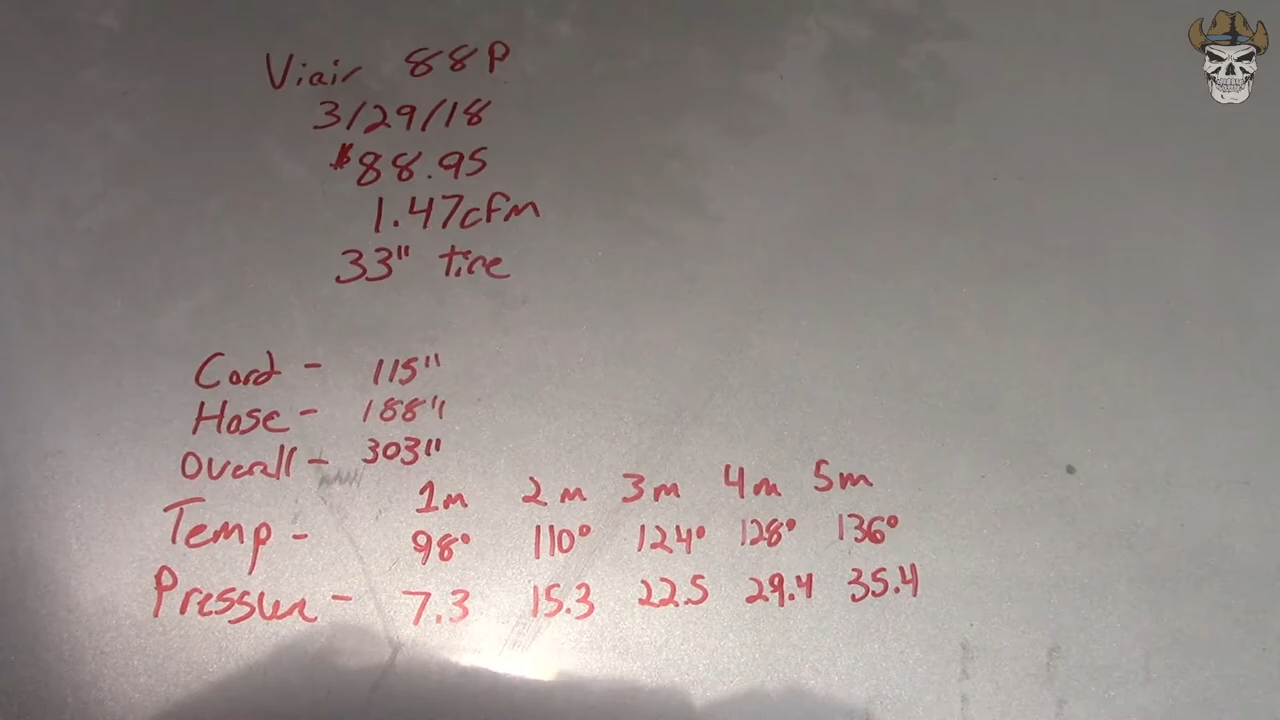 Viair 88P
3/29/18
$88.95
1.47cfm
33" tire
Cord - 115"
Hose - 188"
Overall - 303"
1m 2m 3m 4m 5m
Temp - 98° 110° 124° 128° 136°
Pressure - 7.3 15.3 22.5 29.4 35.4